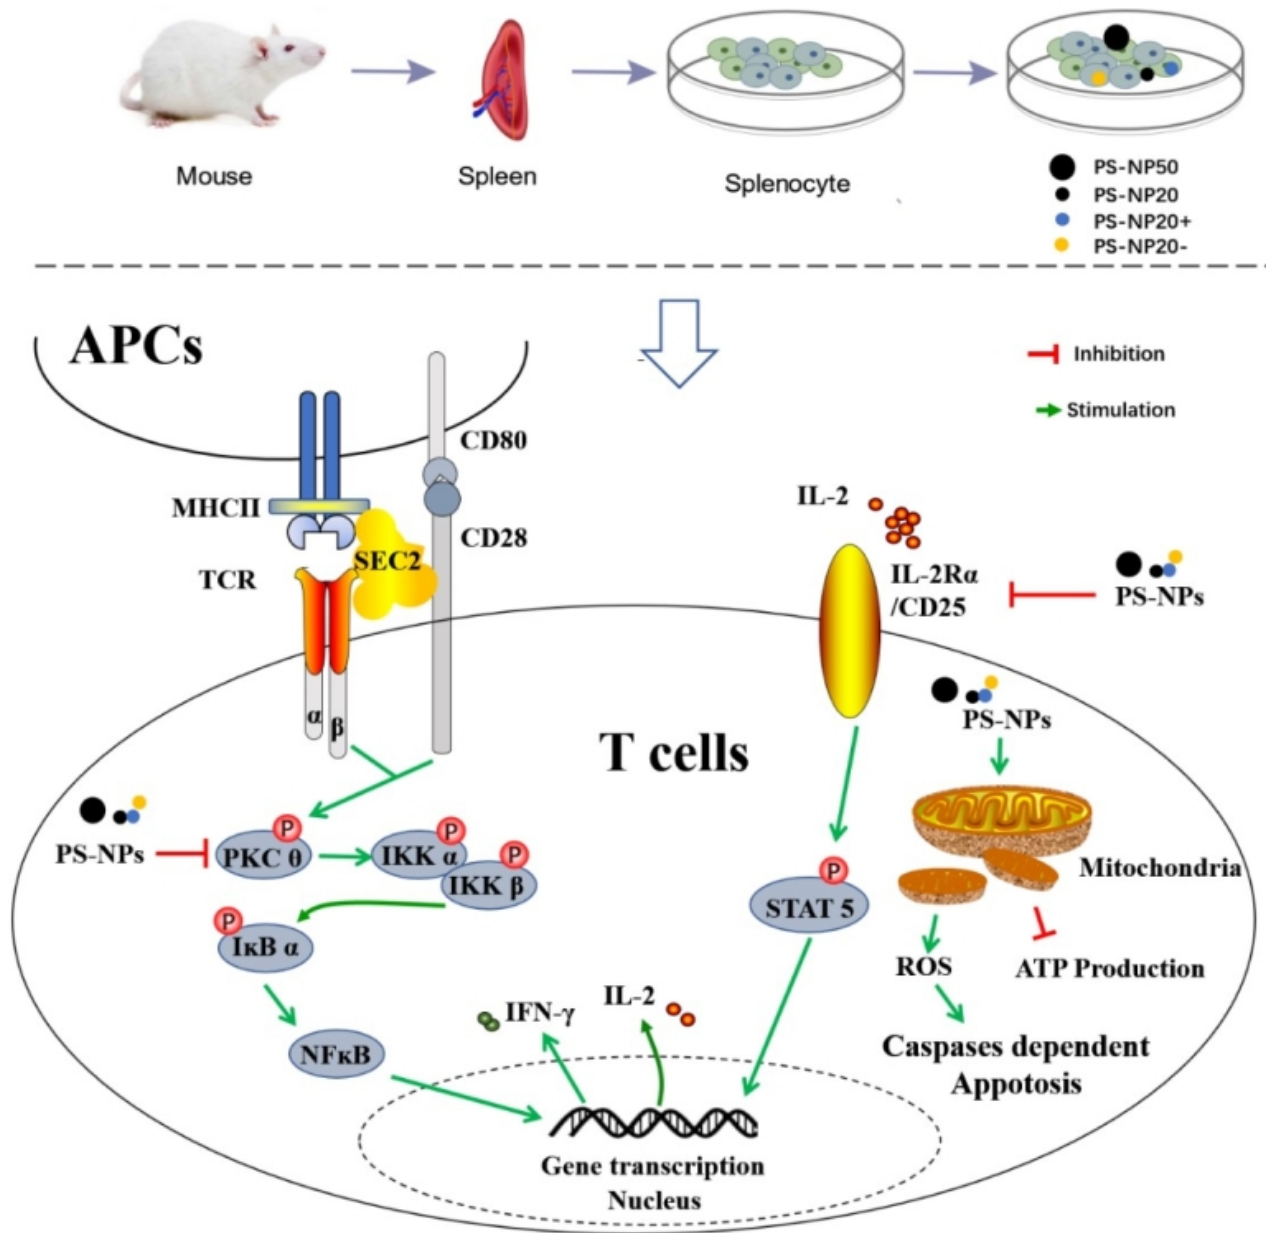 Mouse
Spleen
Splenocyte
PS-NP50
PS-NP20
PS-NP20+
PS-NP20-
APCs
Inhibition
Stimulation
CD80
MHCII
CD28
SEC2
TCR
IL-2
IL-2Rα
/CD25
PS-NPs
α
β
T cells
PS-NPs
PS-NPs
P
PKC θ
P
IKK α
P
IKK β
P
IκB α
NFκB
P
STAT 5
Mitochondria
ROS
ATP Production
Caspases dependent
Appotosis
IFN-γ
IL-2
Gene transcription
Nucleus